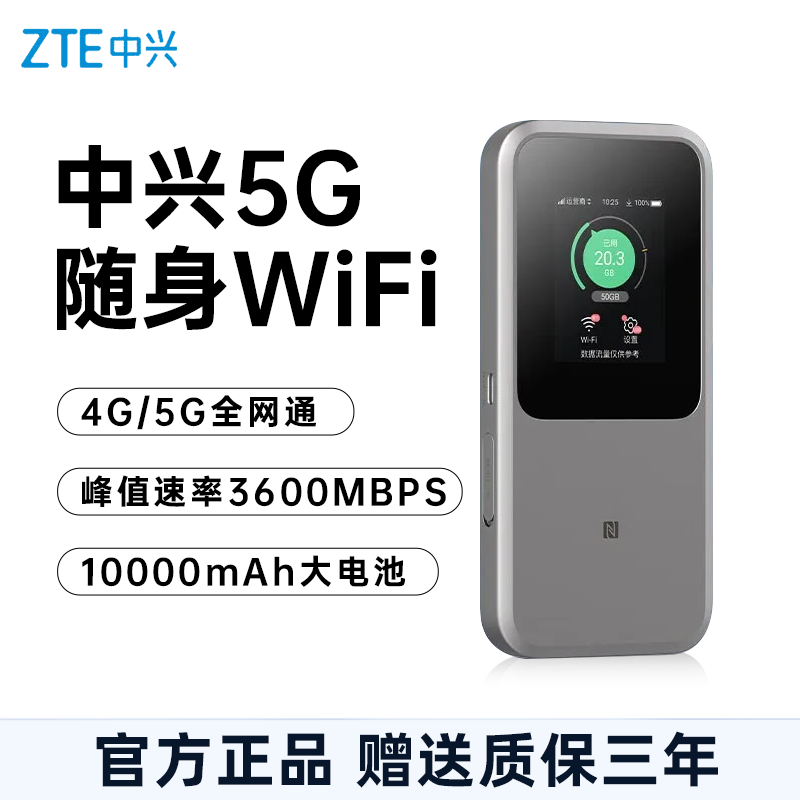 ZTE中兴
中兴5G
随身WiFi
4G/5G全网通
峰值速率3600MBPS
10000mAh大电池
运营商 10:25 100%
已用
20.3
GB
50GB
Wi-Fi 设置
数据流量仅供参考
官方正品 赠送质保三年